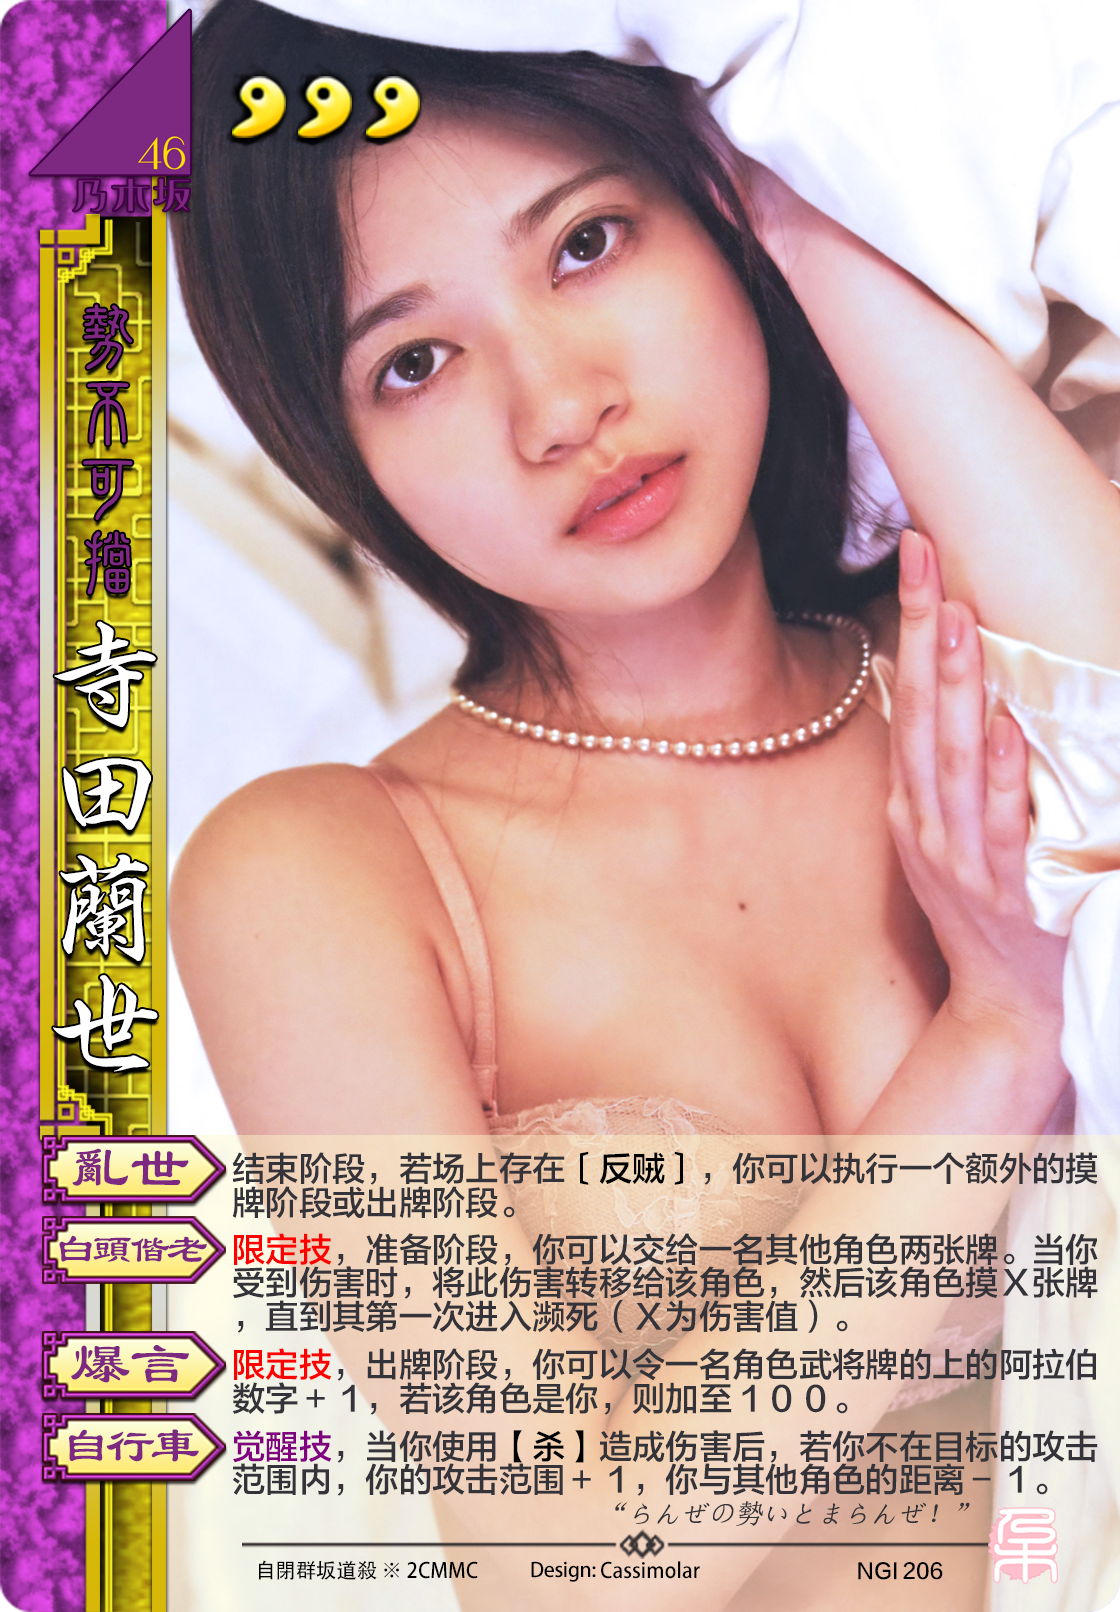 46
乃木坂
勢不可擋
寺田蘭世
亂世
结束阶段，若场上存在［反贼］，你可以执行一个额外的摸
牌阶段或出牌阶段。
白頭偕老
限定技，准备阶段，你可以交给一名其他角色两张牌。当你
受到伤害时，将此伤害转移给该角色，然后该角色摸Ｘ张牌
，直到其第一次进入濒死（Ｘ为伤害值）。
爆言
限定技，出牌阶段，你可以令一名角色武将牌的上的阿拉伯
数字＋１，若该角色是你，则加至１００。
自行車
觉醒技，当你使用【杀】造成伤害后，若你不在目标的攻击
范围内，你的攻击范围＋１，你与其他角色的距离－１。
“らんぜの勢いとまらんぜ！”
自閉群坂道殺 ※ 2CMMC Design: Cassimolar NGI 206